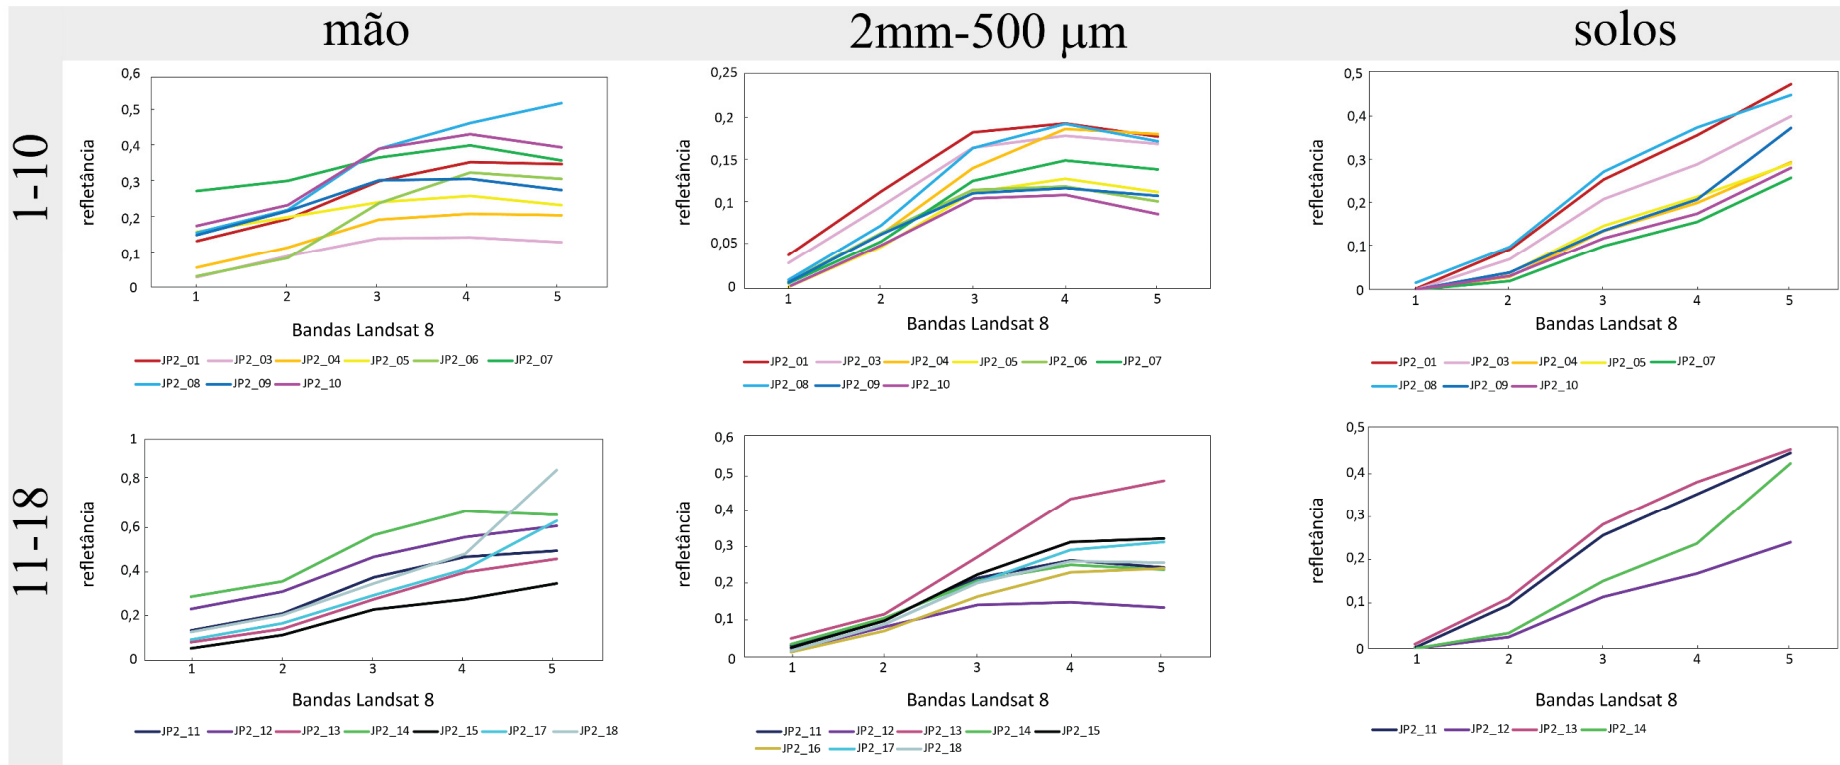 mão 2mm-500 µm solos
1-10
0,6
0,5
0,4
0,3
0,2
0,1
0
refletância
1 2 3 4 5
Bandas Landsat 8
JP2_01 JP2_03 JP2_04 JP2_05 JP2_06 JP2_07
JP2_08 JP2_09 JP2_10
0,25
0,2
0,15
0,1
0,05
0
refletância
1 2 3 4 5
Bandas Landsat 8
JP2_01 JP2_03 JP2_04 JP2_05 JP2_06 JP2_07
JP2_08 JP2_09 JP2_10
0,5
0,4
0,3
0,2
0,1
0
refletância
1 2 3 4 5
Bandas Landsat 8
JP2_01 JP2_03 JP2_04 JP2_05 JP2_07
JP2_08 JP2_09 JP2_10
11-18
1
0,8
0,6
0,4
0,2
0
refletância
1 2 3 4 5
Bandas Landsat 8
JP2_11 JP2_12 JP2_13 JP2_14 JP2_15 JP2_17 JP2_18
0,6
0,5
0,4
0,3
0,2
0,1
0
refletância
1 2 3 4 5
Bandas Landsat 8
JP2_11 JP2_12 JP2_13 JP2_14 JP2_15
JP2_16 JP2_17 JP2_18
0,5
0,4
0,3
0,2
0,1
0
refletância
1 2 3 4 5
Bandas Landsat 8
JP2_11 JP2_12 JP2_13 JP2_14